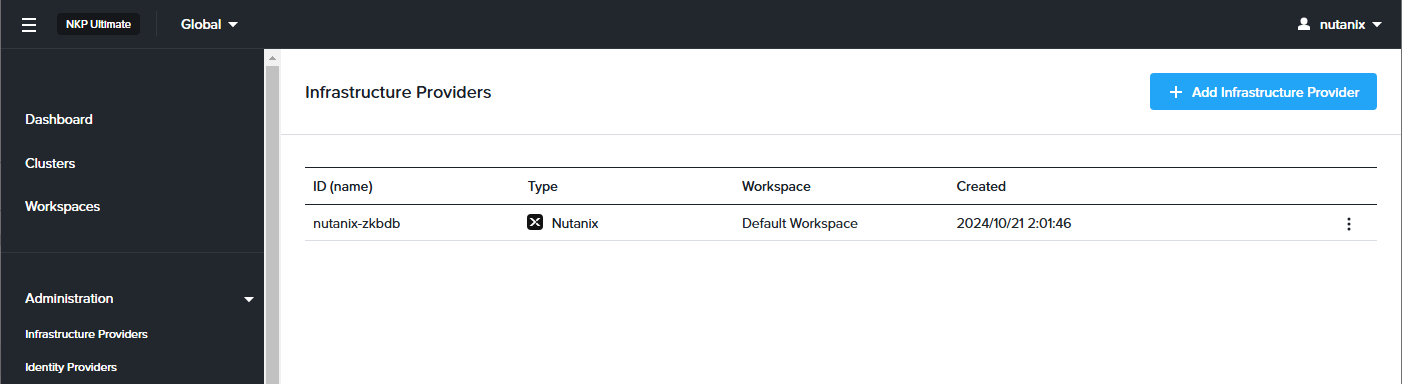 NKP Ultimate Global nutanix
Infrastructure Providers + Add Infrastructure Provider
Dashboard
Clusters
Workspaces
Administration
Infrastructure Providers
Identity Providers
ID (name) Type Workspace Created
nutanix-zkbdb Nutanix Default Workspace 2024/10/21 2:01:46